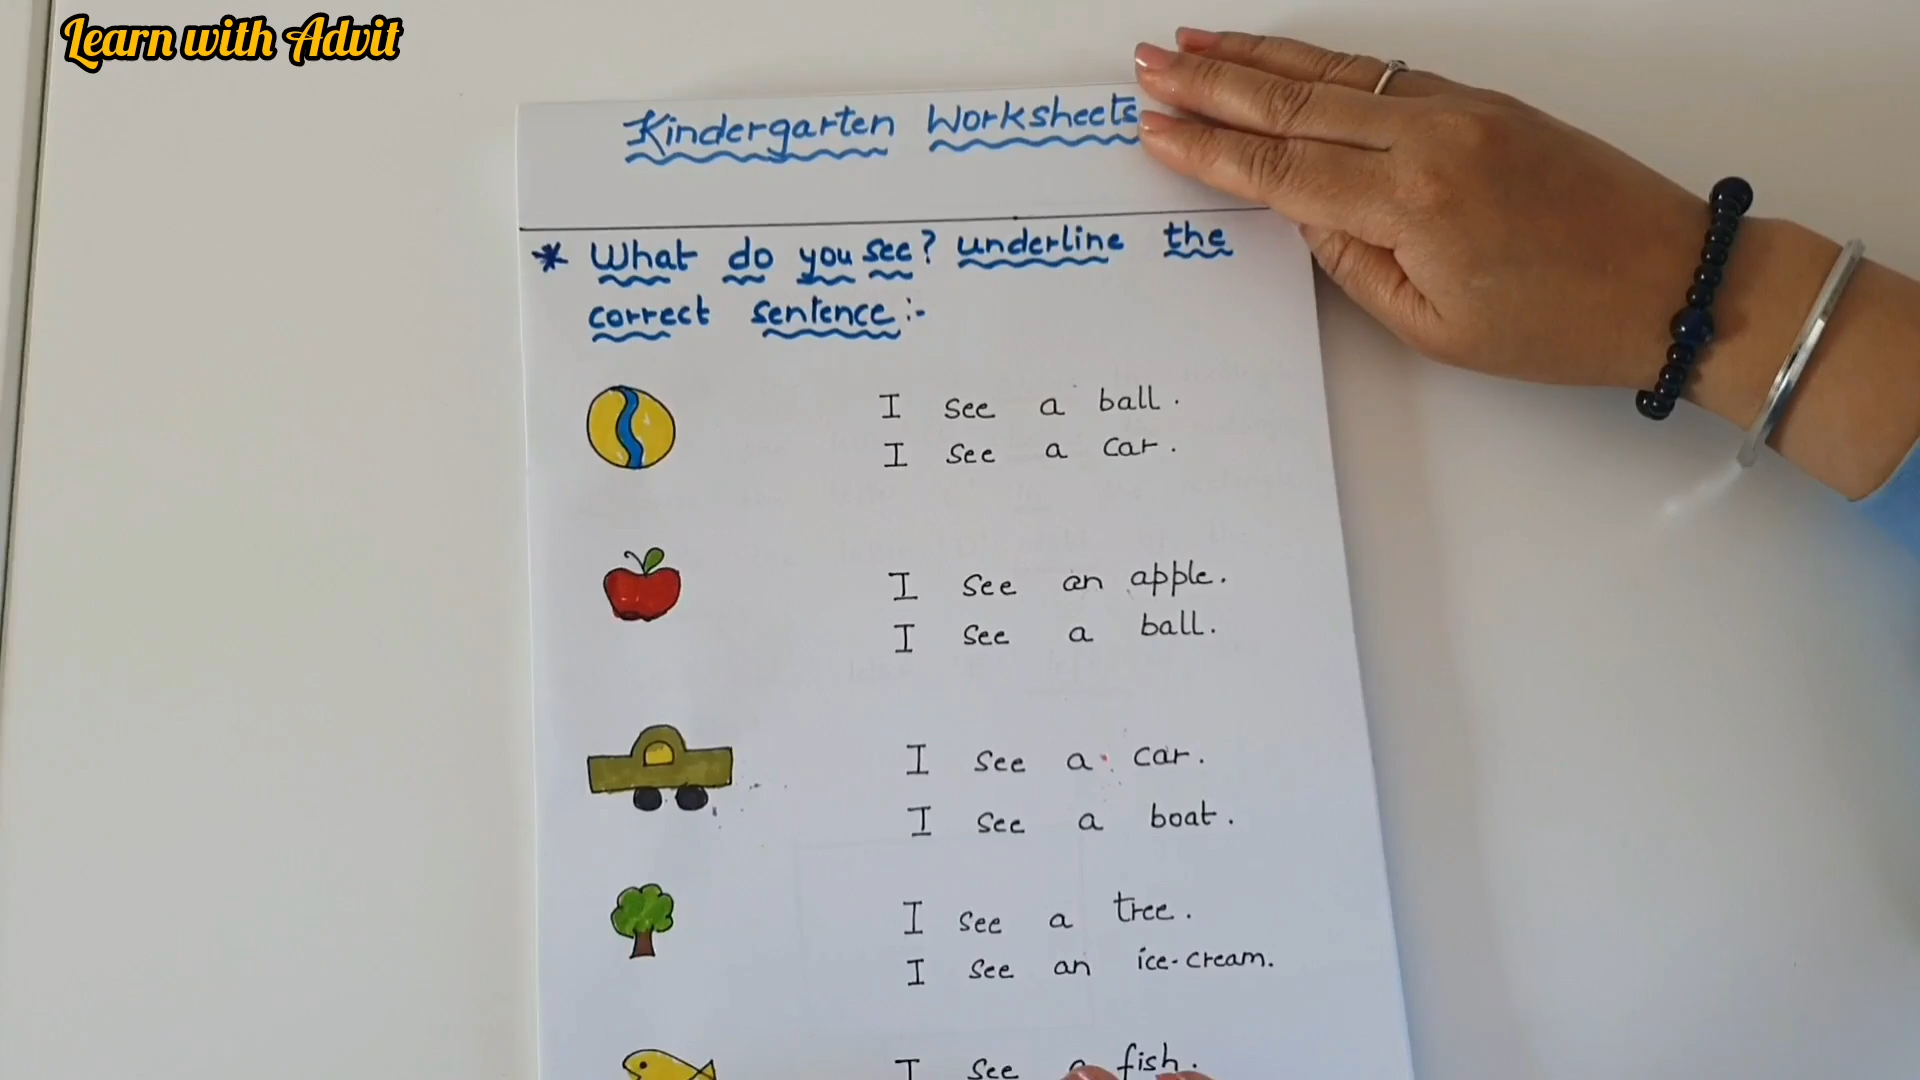 Learn with Advit
Kindergarten Worksheets
* What do you see? underline the
correct sentence:-
I see a ball.
I see a car.
I see an apple.
I see a ball.
I see a car.
I see a boat.
I see a tree.
I see an ice-cream.
I see a fish.